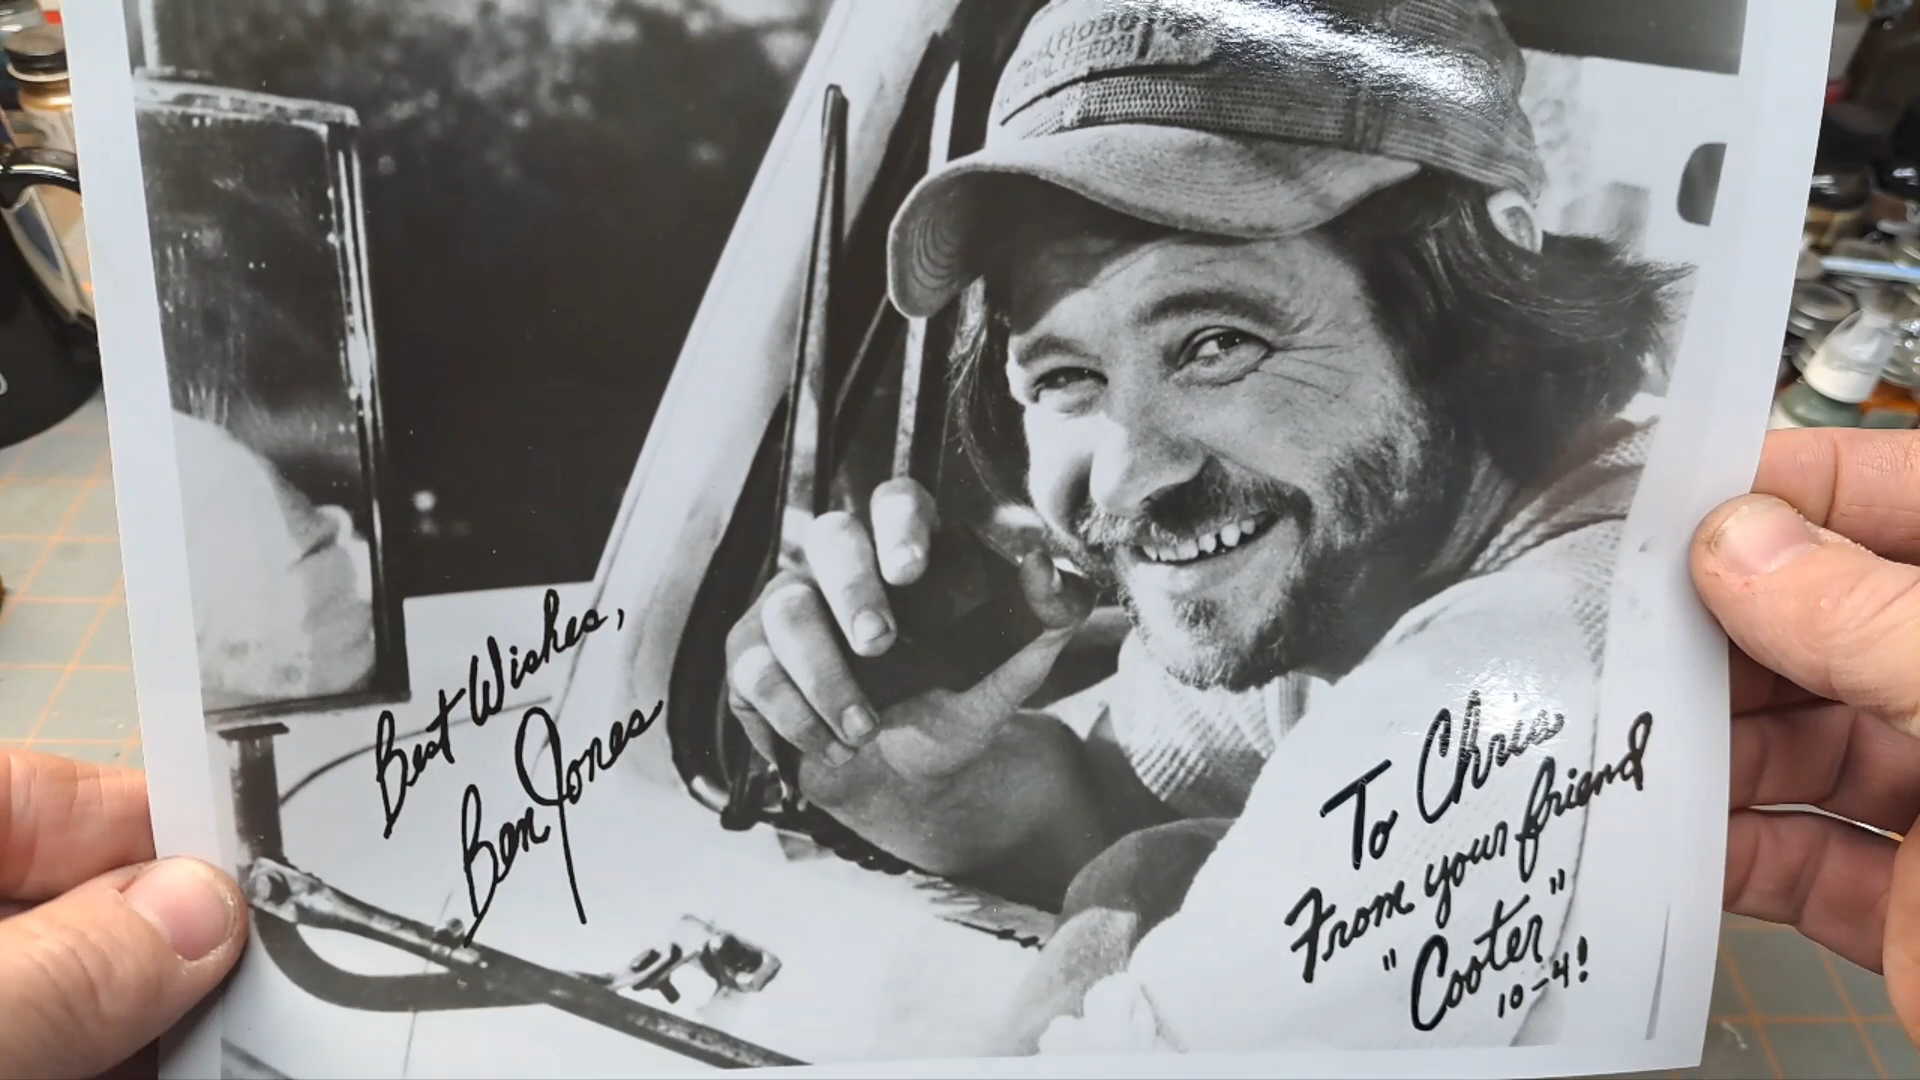 Best Wishes,
Ben Jones
To Chris
From your friend
"Cooter"
10-4!